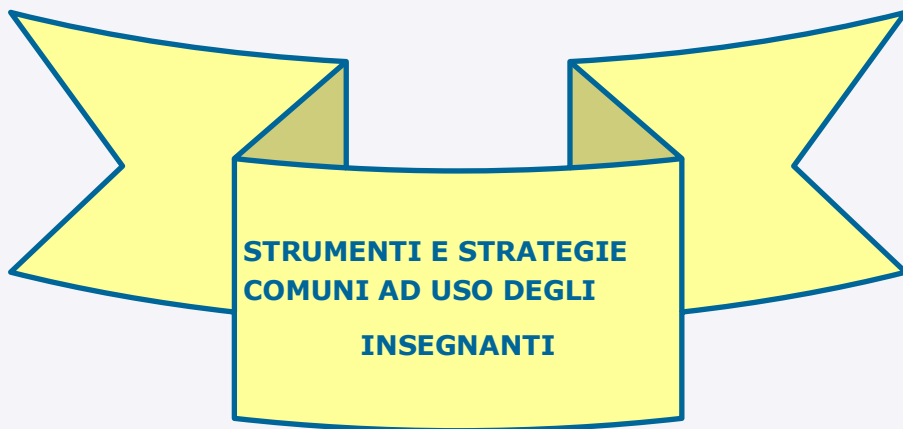 STRUMENTI E STRATEGIE
COMUNI AD USO DEGLI
INSEGNANTI